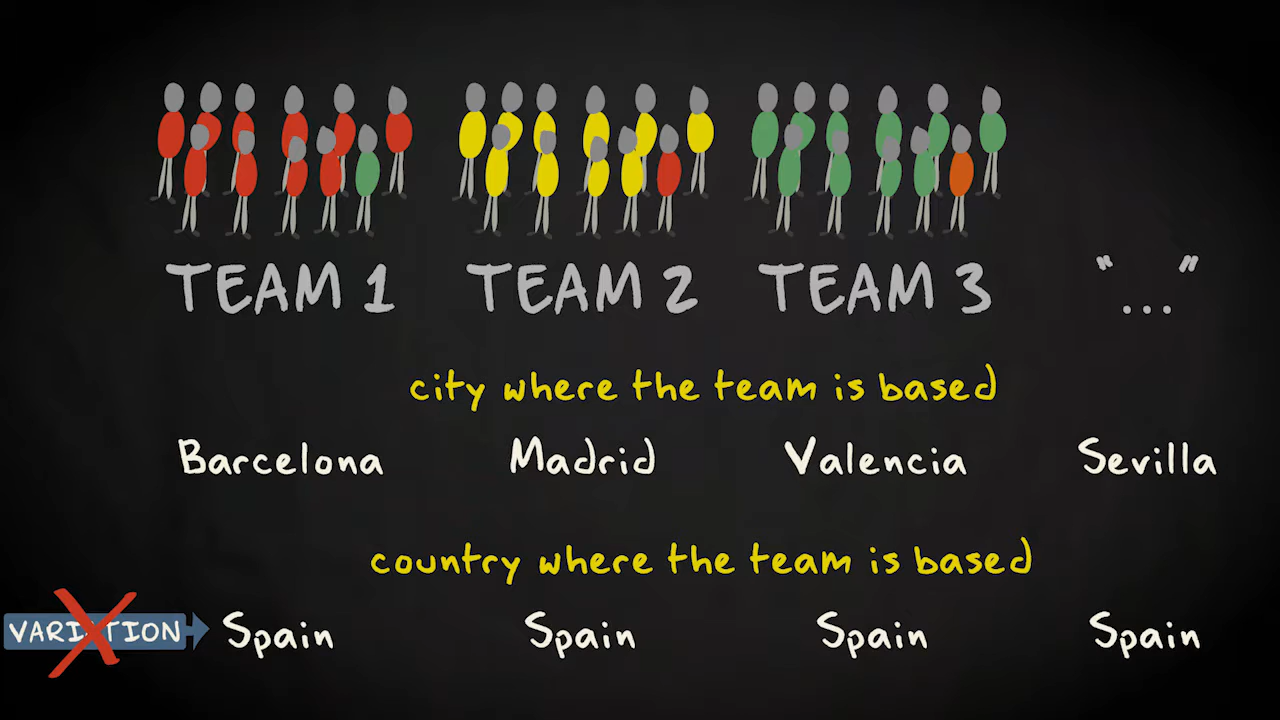 TEAM 1 TEAM 2 TEAM 3 "..."
city where the team is based
Barcelona Madrid Valencia Sevilla
country where the team is based
VARIATION Spain Spain Spain Spain